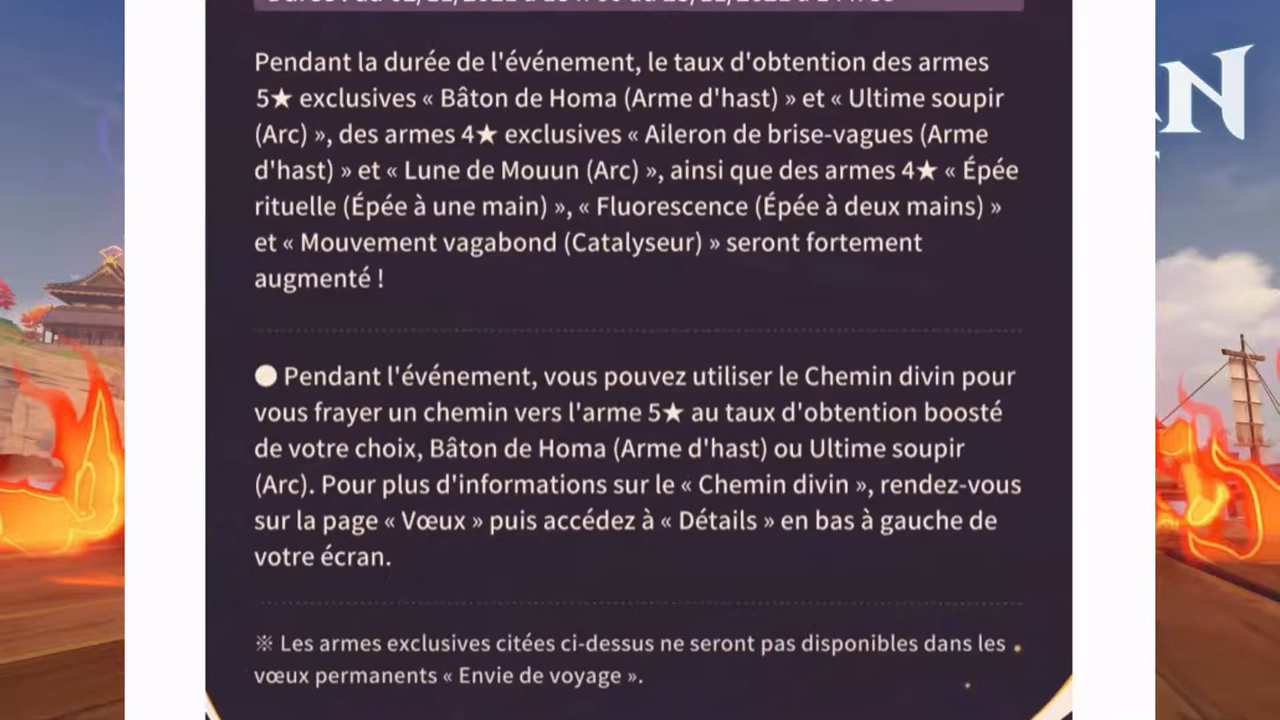 Pendant la durée de l'événement, le taux d'obtention des armes
5★ exclusives « Bâton de Homa (Arme d'hast) » et « Ultime soupir
(Arc) », des armes 4★ exclusives « Aileron de brise-vagues (Arme
d'hast) » et « Lune de Mouun (Arc) », ainsi que des armes 4★ « Épée
rituelle (Épée à une main) », « Fluorescence (Épée à deux mains) »
et « Mouvement vagabond (Catalyseur) » seront fortement
augmenté !
● Pendant l'événement, vous pouvez utiliser le Chemin divin pour
vous frayer un chemin vers l'arme 5★ au taux d'obtention boosté
de votre choix, Bâton de Homa (Arme d'hast) ou Ultime soupir
(Arc). Pour plus d'informations sur le « Chemin divin », rendez-vous
sur la page « Vœux » puis accédez à « Détails » en bas à gauche de
votre écran.
※ Les armes exclusives citées ci-dessus ne seront pas disponibles dans les
vœux permanents « Envie de voyage ».